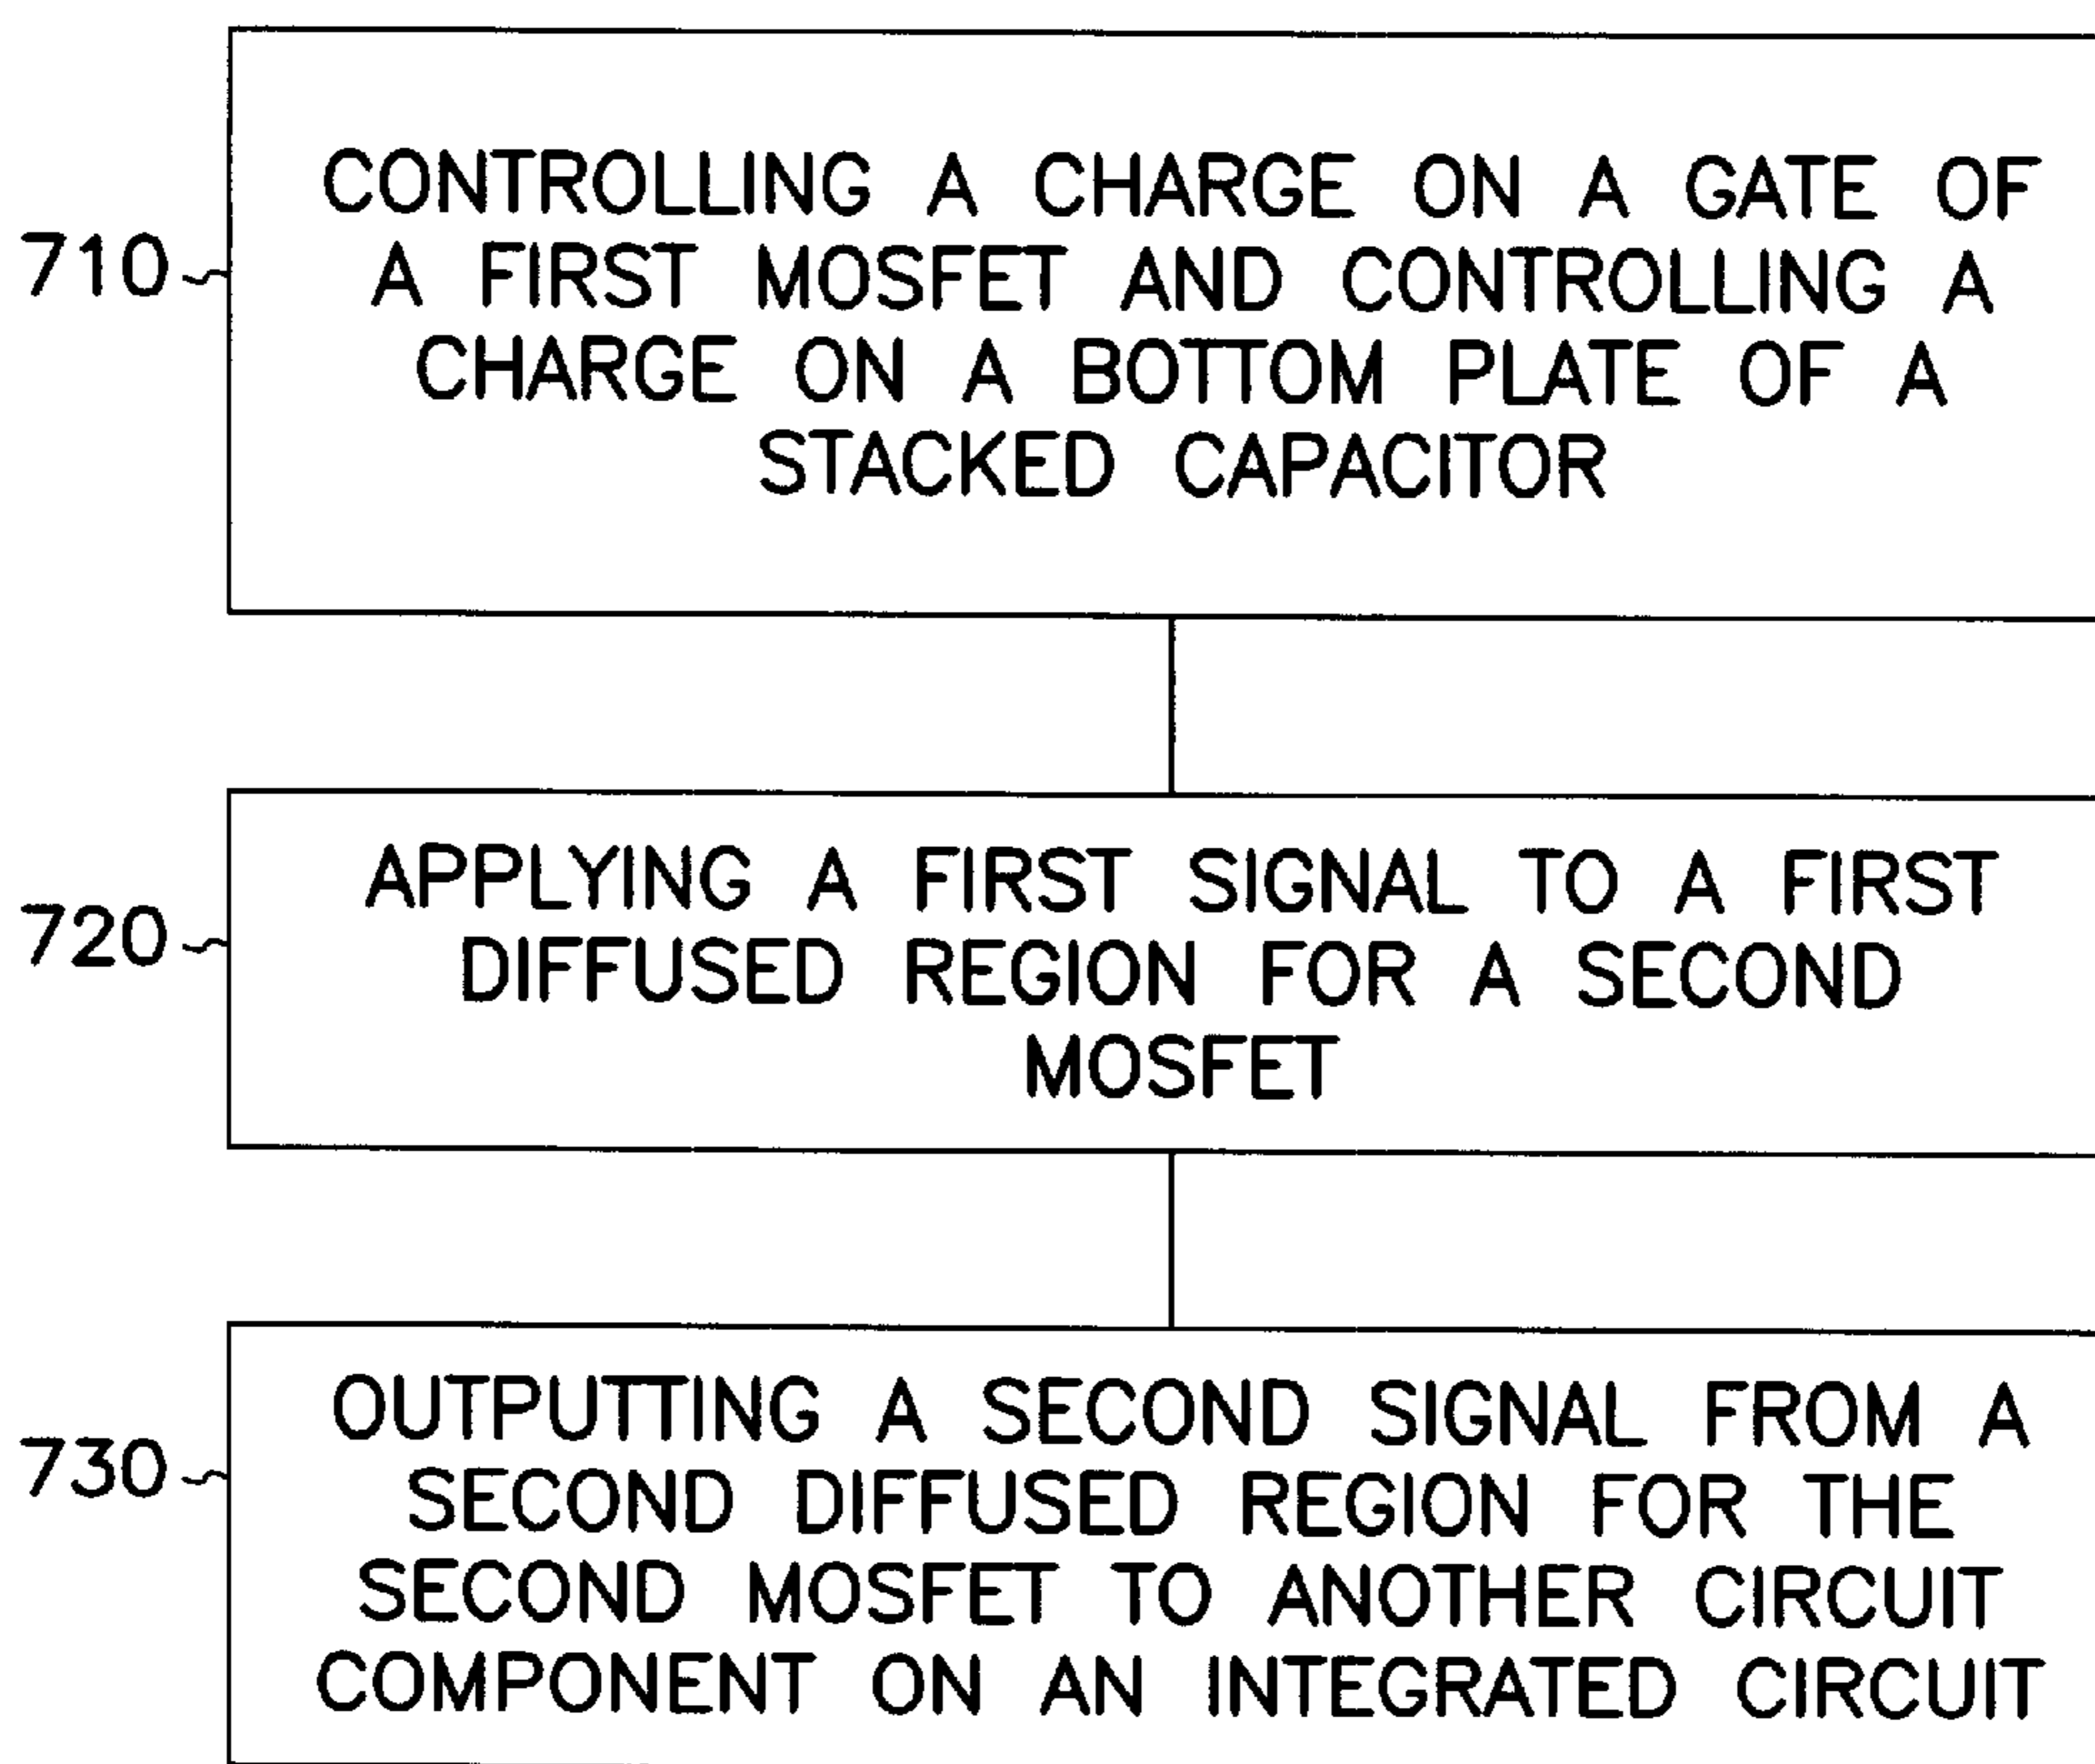 710
CONTROLLING A CHARGE ON A GATE OF
A FIRST MOSFET AND CONTROLLING A
CHARGE ON A BOTTOM PLATE OF A
STACKED CAPACITOR
720
APPLYING A FIRST SIGNAL TO A FIRST
DIFFUSED REGION FOR A SECOND
MOSFET
730
OUTPUTTING A SECOND SIGNAL FROM A
SECOND DIFFUSED REGION FOR THE
SECOND MOSFET TO ANOTHER CIRCUIT
COMPONENT ON AN INTEGRATED CIRCUIT